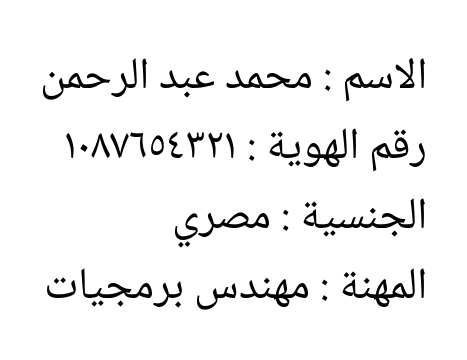 الاسم : محمد عبد الرحمن
رقم الهوية : ١٠٨٧٦٥٤٣٢١
الجنسية : مصري
المهنة : مهندس برمجيات